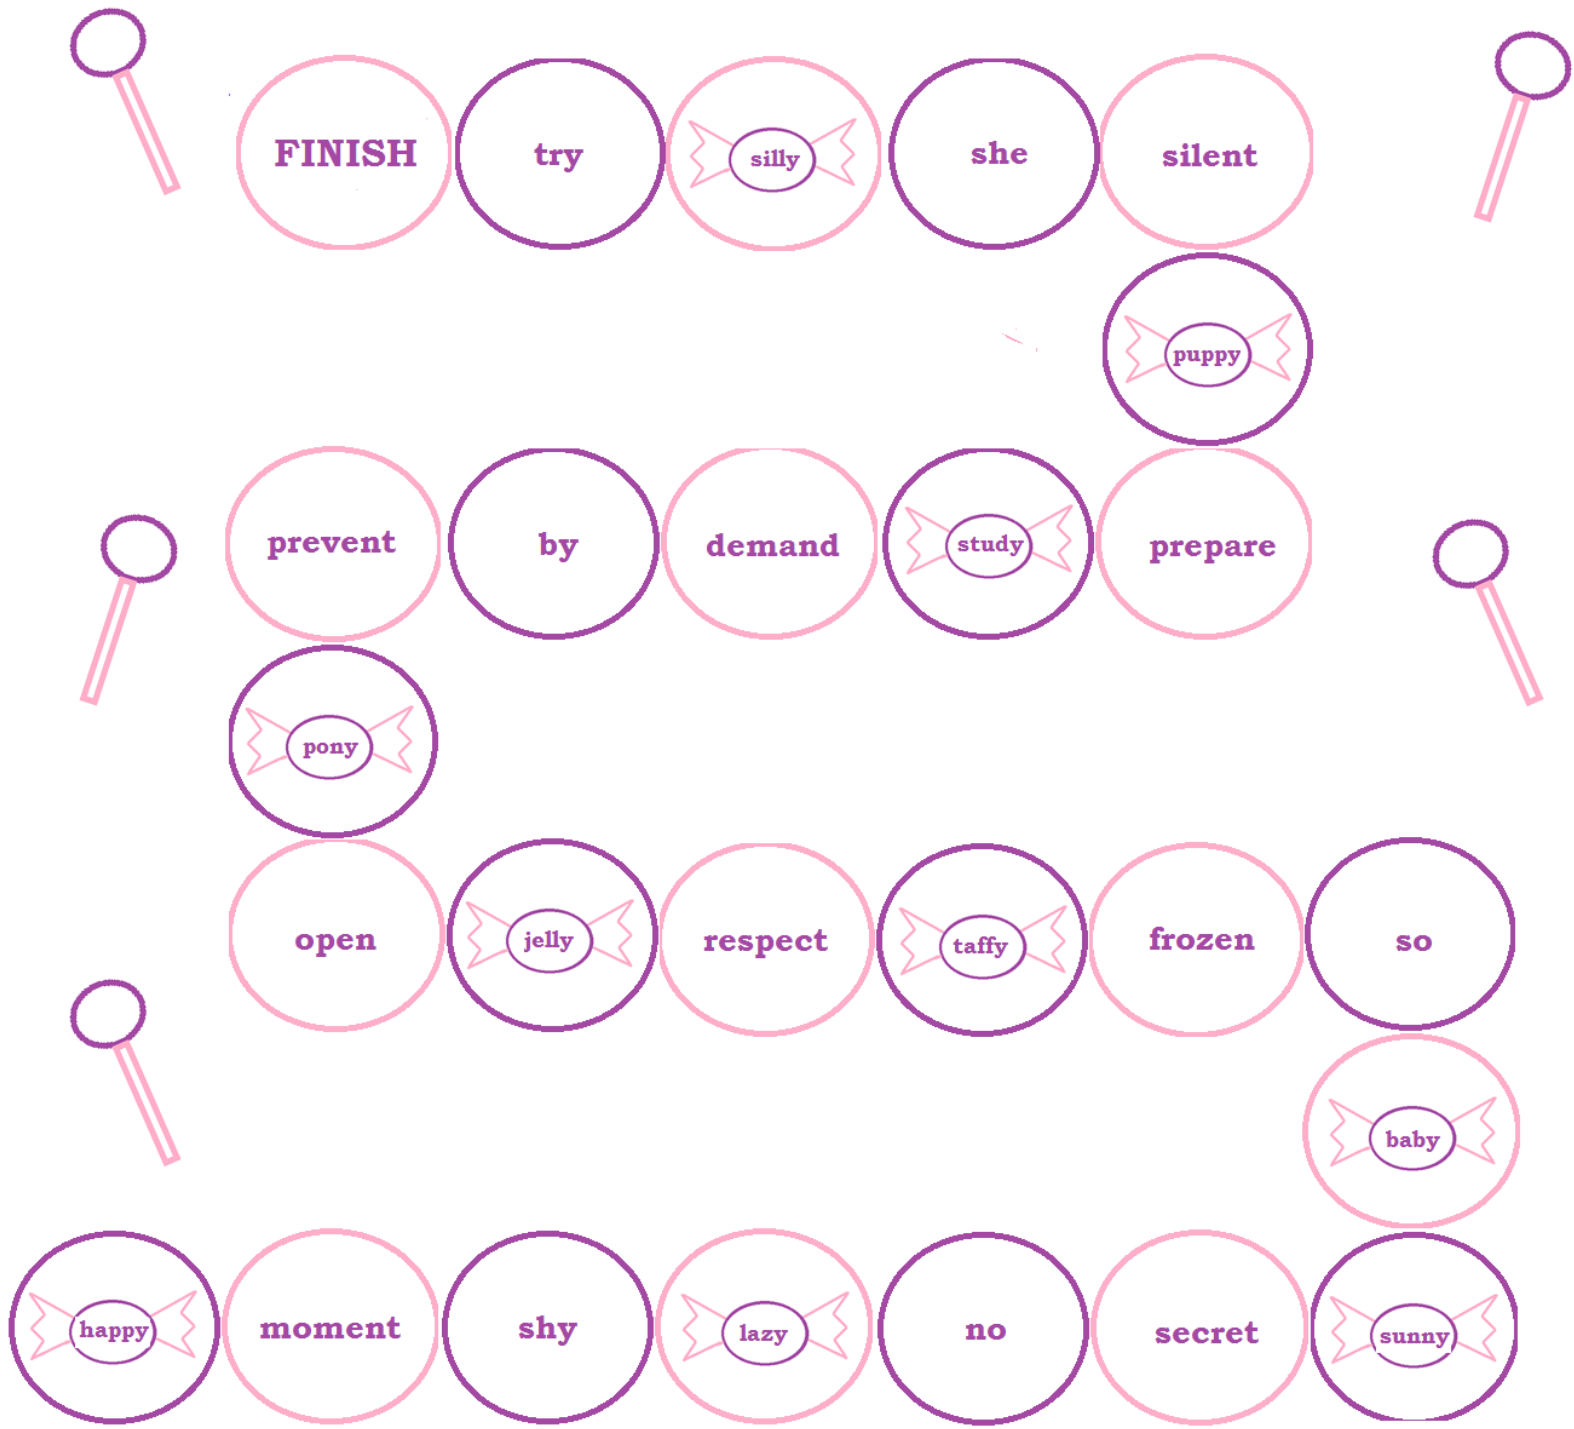 FINISH try silly she silent
puppy
prevent by demand study prepare
pony
open jelly respect taffy frozen so
baby
happy moment shy lazy no secret sunny